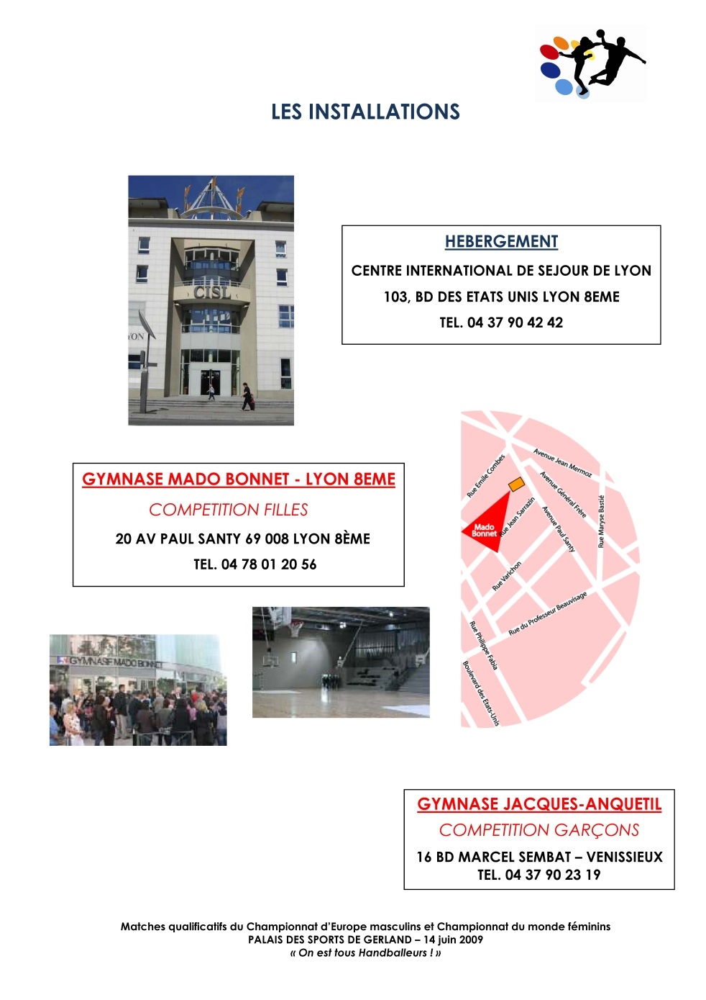 LES INSTALLATIONS
CISL
YON
HEBERGEMENT
CENTRE INTERNATIONAL DE SEJOUR DE LYON
103, BD DES ETATS UNIS LYON 8EME
TEL. 04 37 90 42 42
GYMNASE MADO BONNET - LYON 8EME
COMPETITION FILLES
20 AV PAUL SANTY 69 008 LYON 8ÈME
TEL. 04 78 01 20 56
Avenue Jean Mermoz
Rue Emile Combes
Avenue Général Frère
Rue Maryse Bastié
Rue Jean Sarrazin
Avenue Paul Santy
Mado
Bonnet
Rue Varichon
Rue du Professeur Beauvisage
Rue Philippe Fabia
Boulevard des Etats-Unis
GYMNASE MADO BONNET
GYMNASE JACQUES-ANQUETIL
COMPETITION GARÇONS
16 BD MARCEL SEMBAT – VENISSIEUX
TEL. 04 37 90 23 19
Matches qualificatifs du Championnat d'Europe masculins et Championnat du monde féminins
PALAIS DES SPORTS DE GERLAND – 14 juin 2009
« On est tous Handballeurs ! »